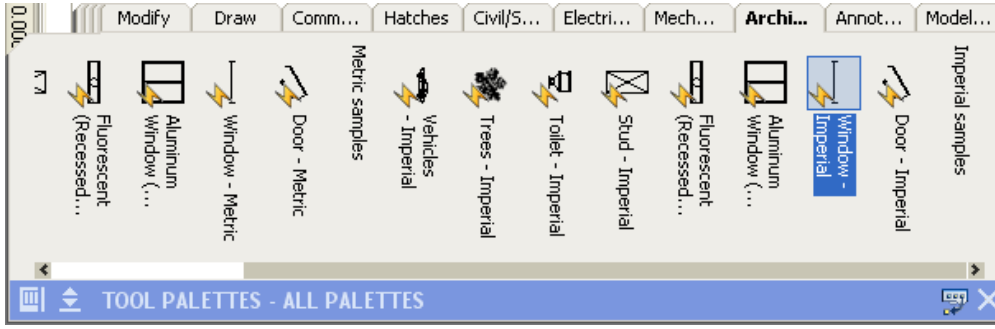 0.00
Modify
Draw
Comm...
Hatches
Civil/S...
Electri...
Mech...
Archi...
Annot...
Model...
Imperial samples
Door - Imperial
Window -
Imperial
Aluminum
Window (...
Fluorescent
(Recessed...
Stud - Imperial
Toilet - Imperial
Trees - Imperial
Vehicles
- Imperial
Metric samples
Door - Metric
Window - Metric
Aluminum
Window (...
Fluorescent
(Recessed...
TOOL PALETTES - ALL PALETTES